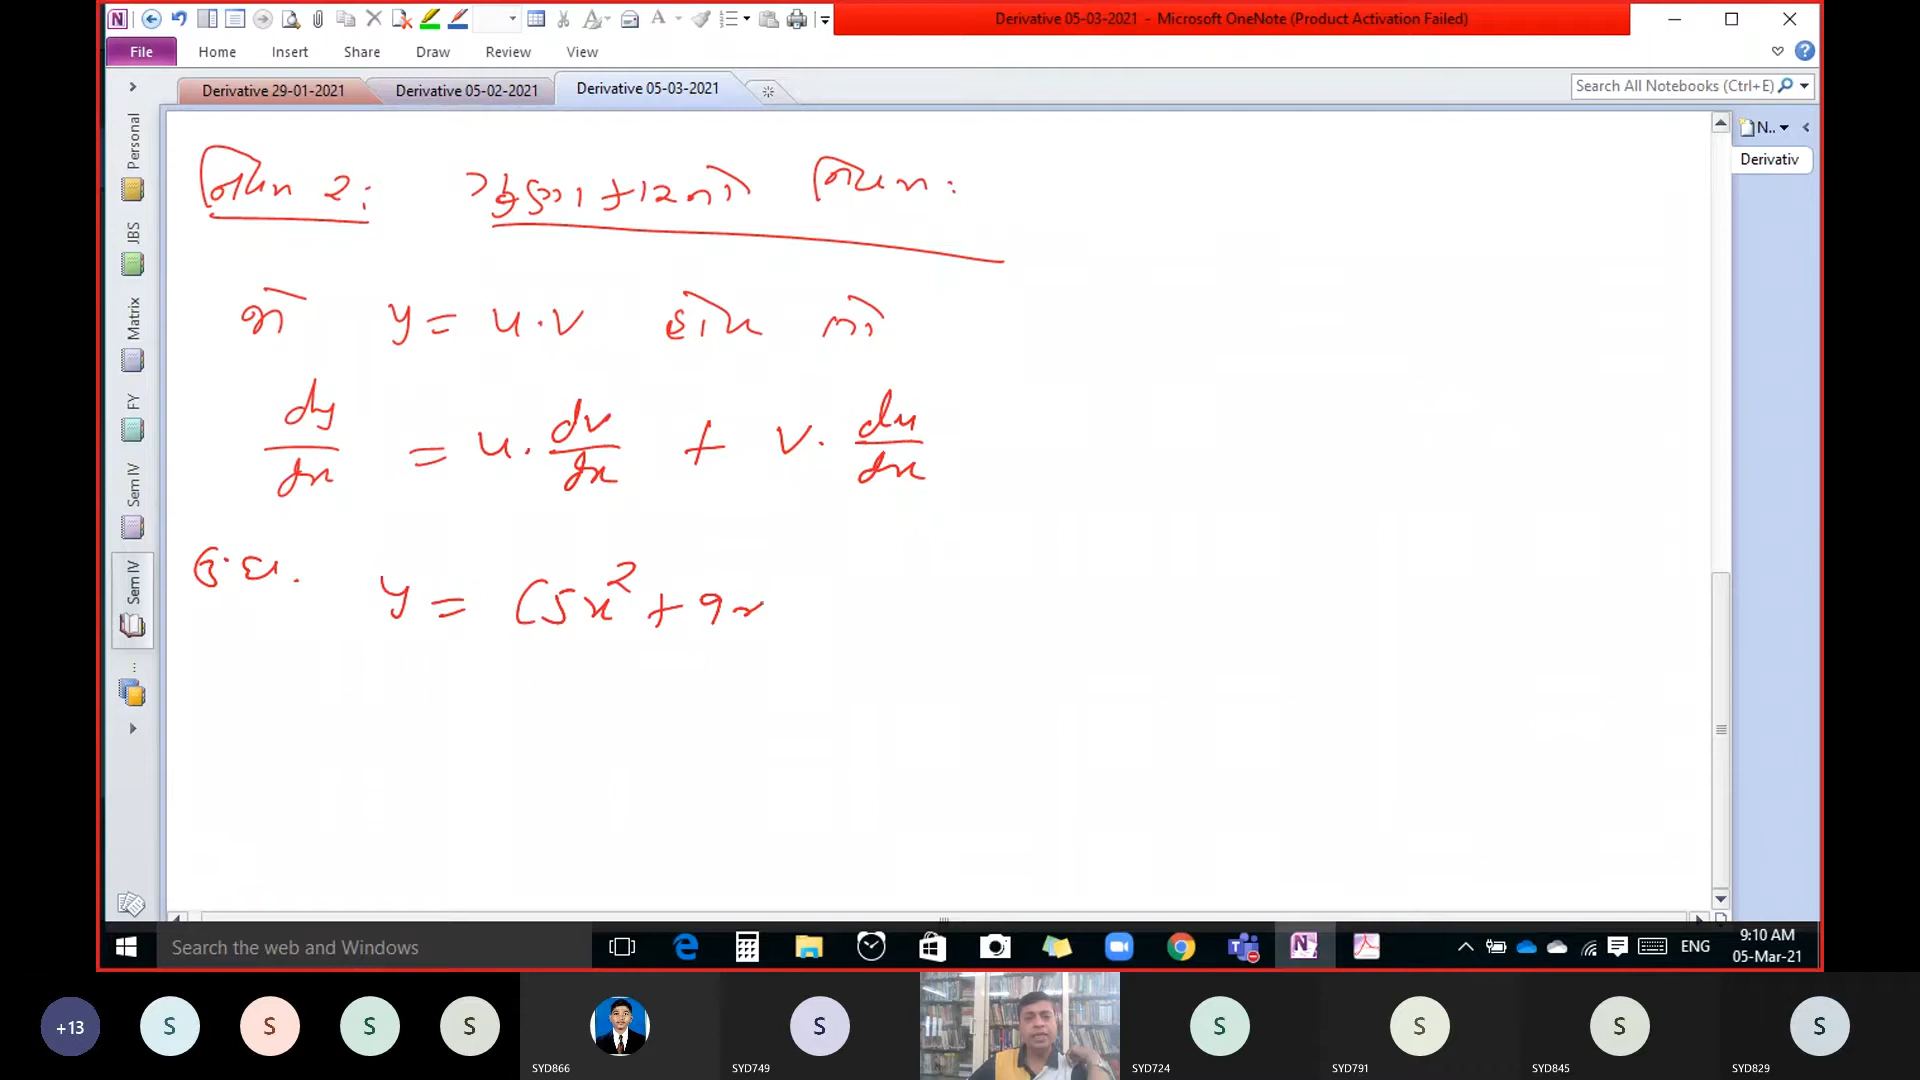 Derivative 05-03-2021 - Microsoft OneNote (Product Activation Failed)
File Home Insert Share Draw Review View
Derivative 29-01-2021 Derivative 05-02-2021 Derivative 05-03-2021
Search All Notebooks (Ctrl+E)
N..
Derivativ
Personal
JBS
Matrix
FY
Sem IV
Sem IV
નિયમ 2: નિયમ:
જો y = u.v હોય તો
dy/dx = u. dv/dx + v. du/dx
ઉ.દા. y = (5x² + 9x
Search the web and Windows
ENG
9:10 AM
05-Mar-21
+13 S S S S S S S S S
SYD866 SYD749 SYD724 SYD791 SYD845 SYD829